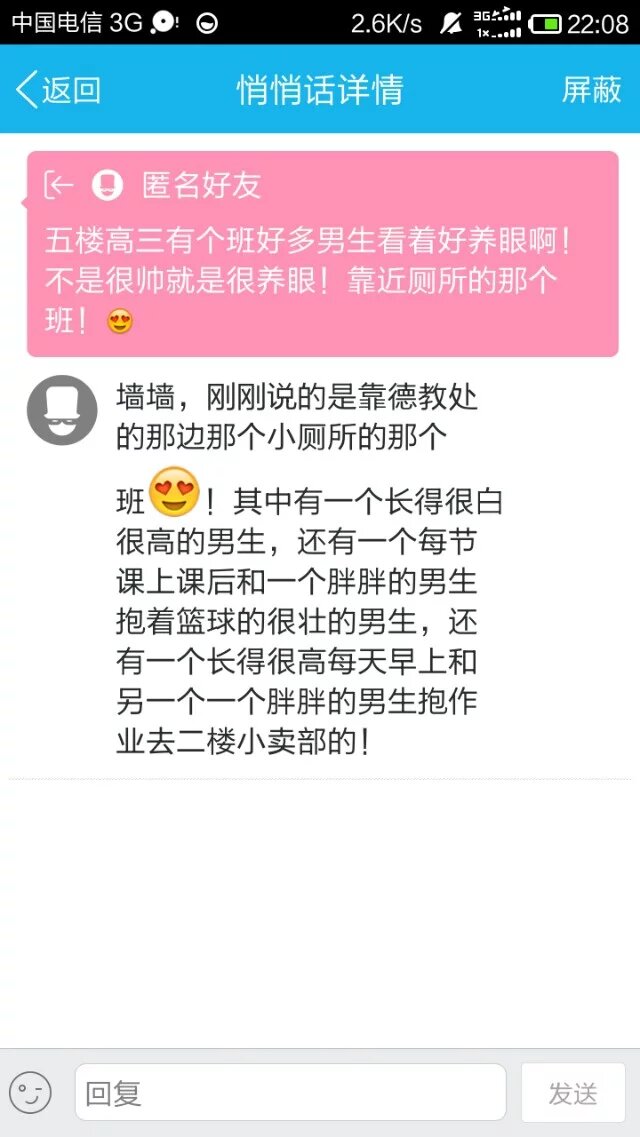 中国电信 3G
2.6K/s
3G
1x
22:08
返回
悄悄话详情
屏蔽
匿名好友
五楼高三有个班好多男生看着好养眼啊！
不是很帅就是很养眼！靠近厕所的那个
班！😍
墙墙，刚刚说的是靠德教处
的那边那个小厕所的那个
班😍！其中有一个长得很白
很高的男生，还有一个每节
课上课后和一个胖胖的男生
抱着篮球的很壮的男生，还
有一个长得很高每天早上和
另一个一个胖胖的男生抱作
业去二楼小卖部的！
回复
发送